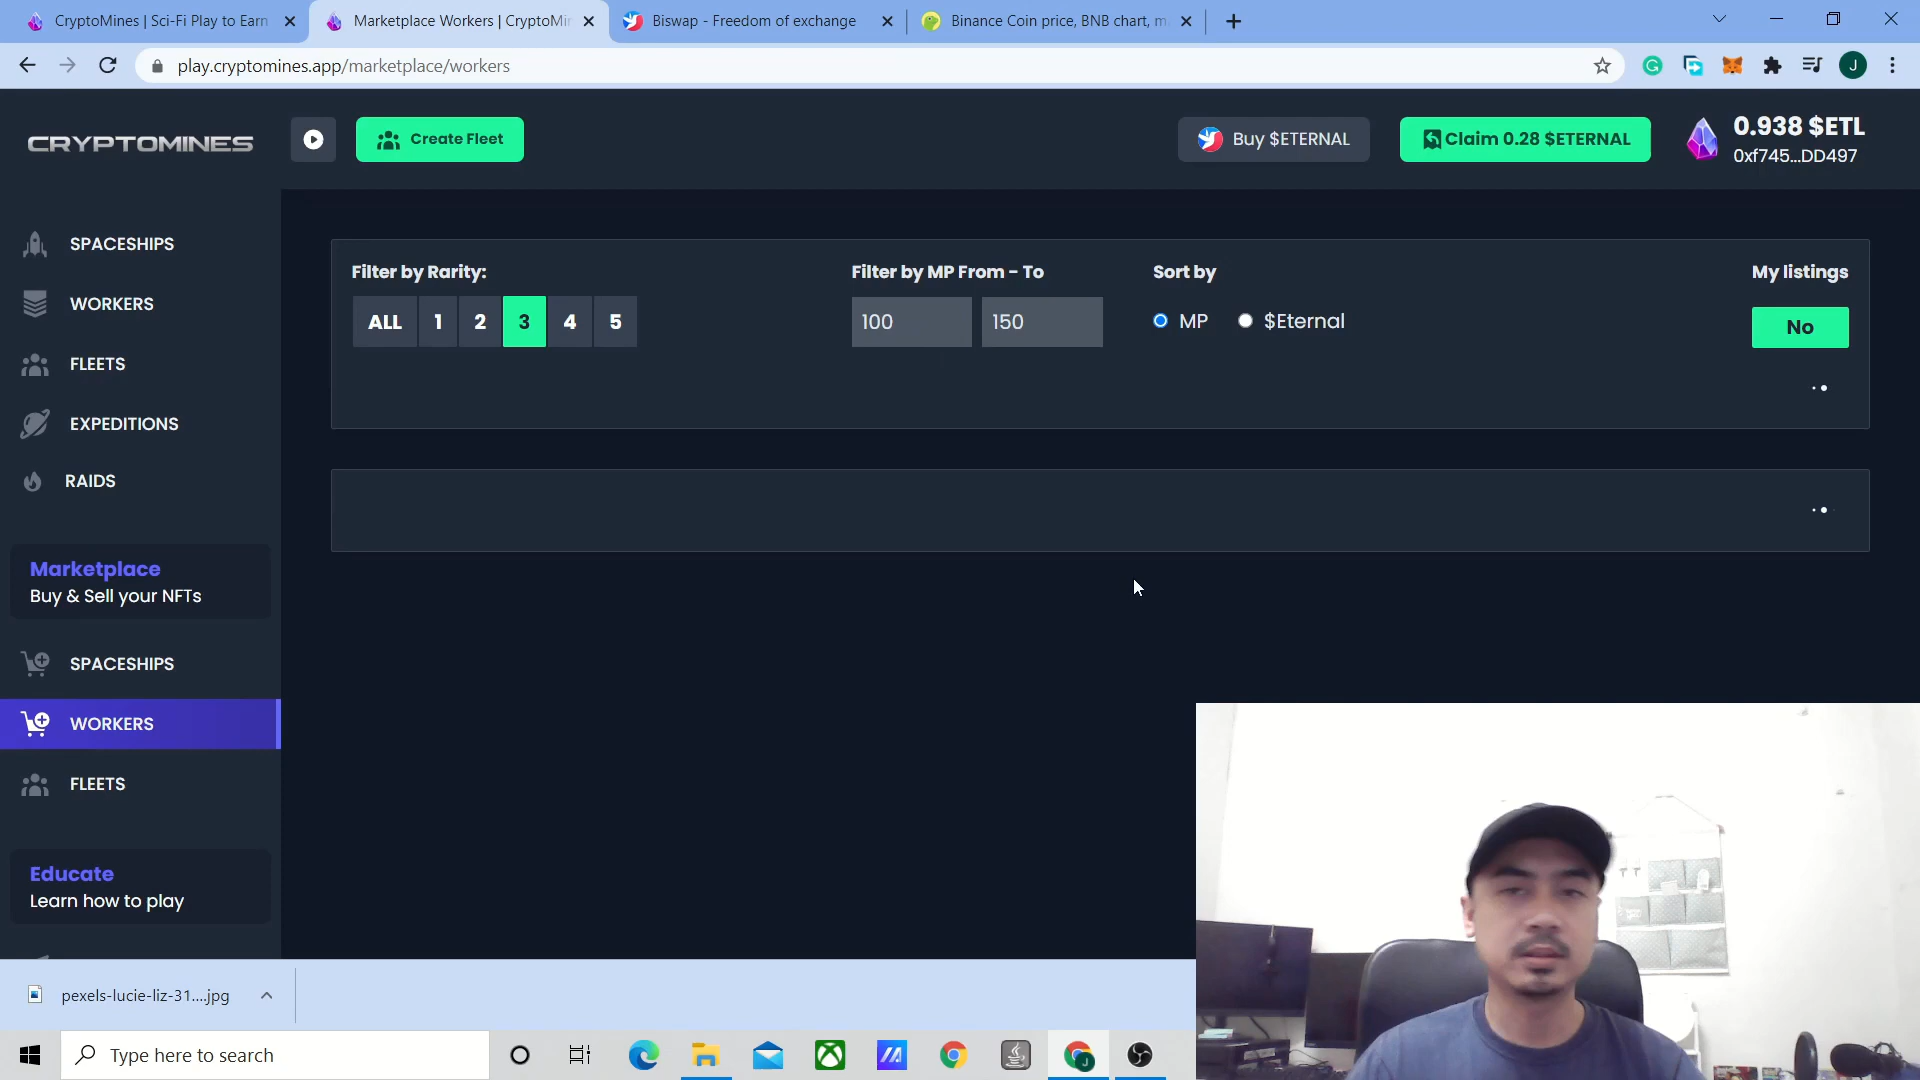 CryptoMines | Sci-Fi Play to Earn
Marketplace Workers | CryptoMin
Biswap - Freedom of exchange
Binance Coin price, BNB chart, m
play.cryptomines.app/marketplace/workers
J
CRYPTOMINES
Create Fleet
Buy $ETERNAL
Claim 0.28 $ETERNAL
0.938 $ETL
0xf745...DD497
SPACESHIPS
WORKERS
FLEETS
EXPEDITIONS
RAIDS
Marketplace
Buy & Sell your NFTs
SPACESHIPS
WORKERS
FLEETS
Educate
Learn how to play
Filter by Rarity:
ALL 1 2 3 4 5
Filter by MP From - To
100 150
Sort by
MP $Eternal
My listings
No
pexels-lucie-liz-31....jpg
Type here to search